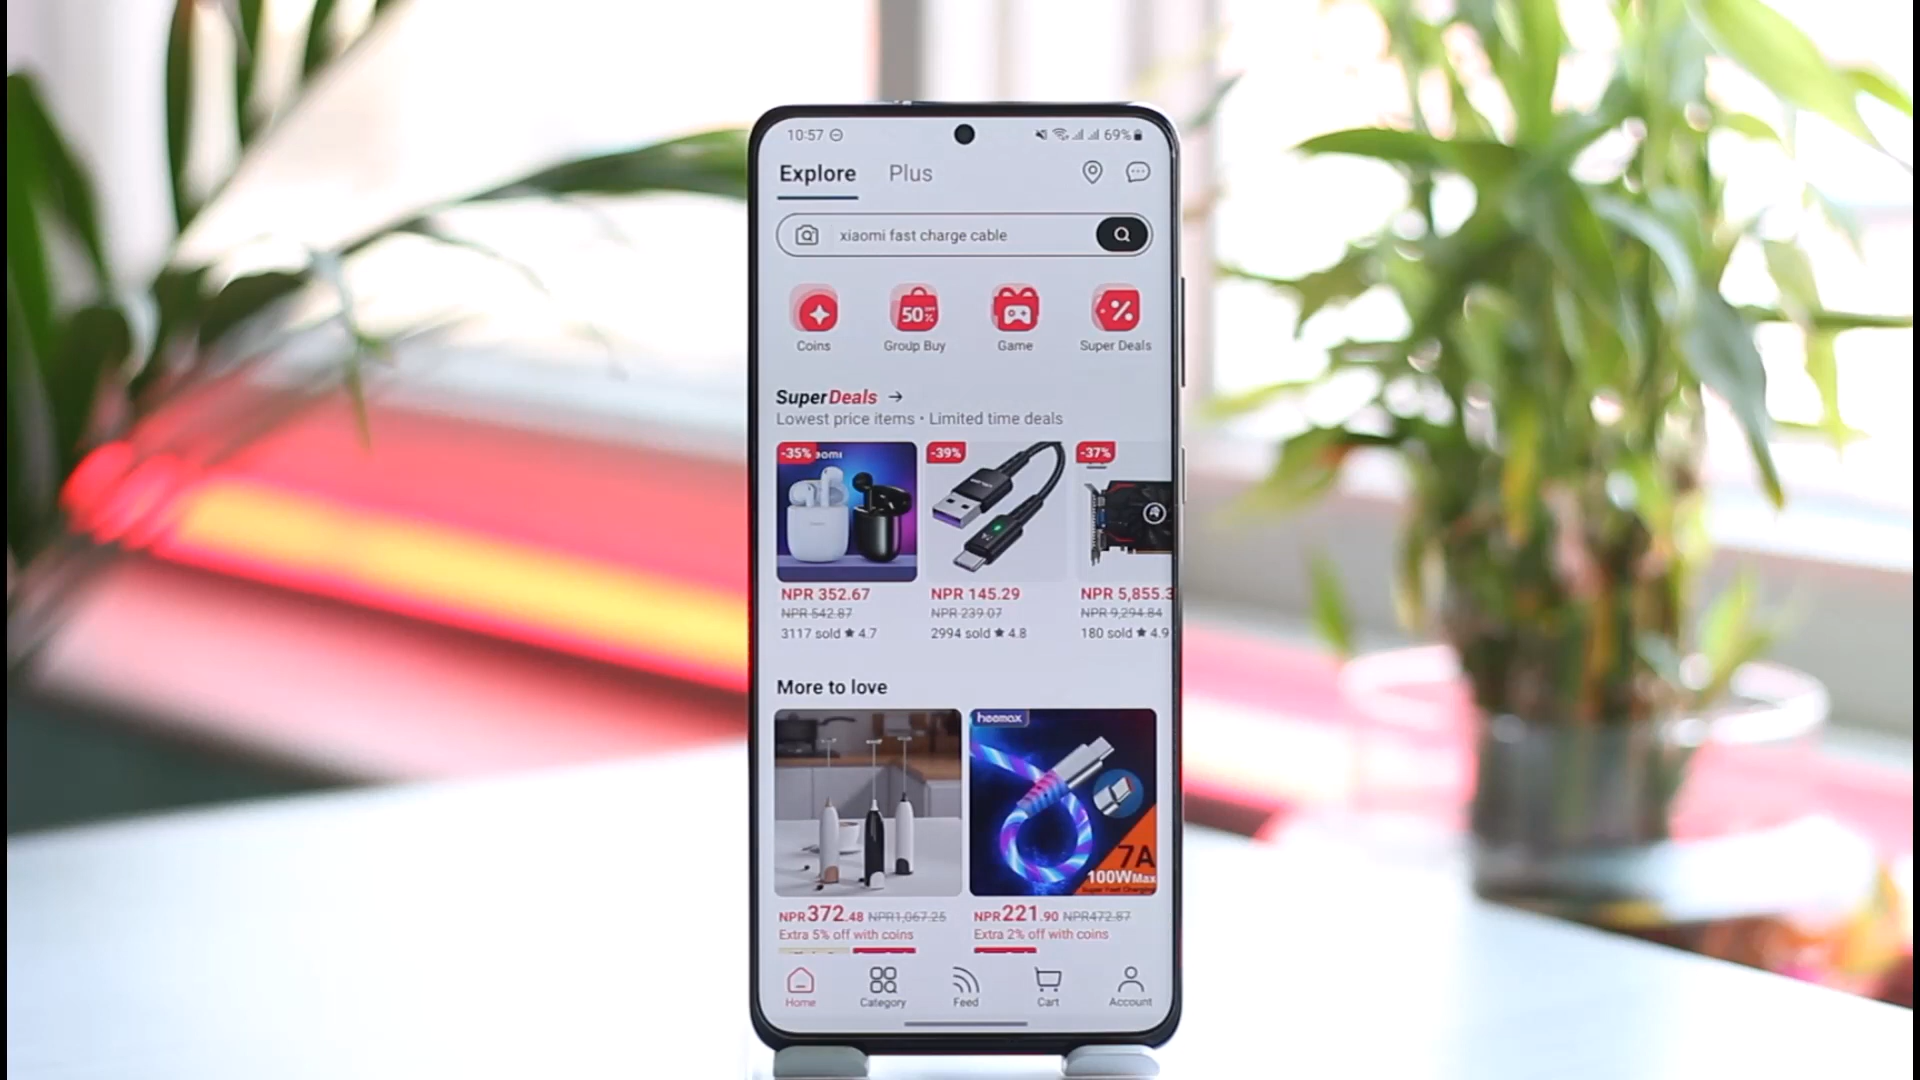 10:57 69%
Explore Plus
xiaomi fast charge cable
50%
Coins Group Buy Game Super Deals
SuperDeals →
Lowest price items • Limited time deals
-35% -39% -37%
NPR 352.67 NPR 145.29 NPR 5,855.3
NPR 542.87 NPR 239.07 NPR 9,294.84
3117 sold ★ 4.7 2994 sold ★ 4.8 180 sold ★ 4.9
More to love
hoomax
7A
100WMax
Super Fast Charging
NPR372.48 NPR1,067.25 NPR221.90 NPR472.87
Extra 5% off with coins Extra 2% off with coins
Home Category Feed Cart Account